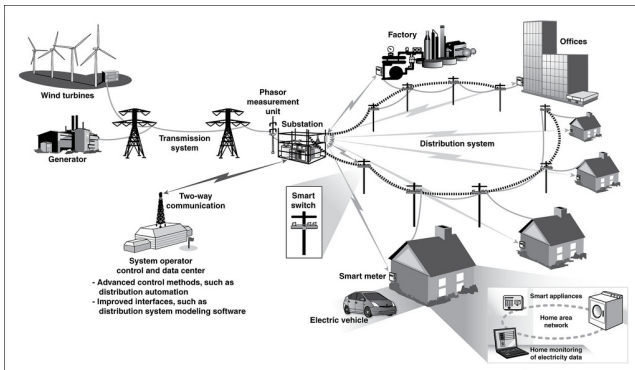 Factory
Offices
Wind turbines
Phasor
measurement
unit
Substation
Generator
Transmission
system
Distribution system
Two-way
communication
Smart
switch
System operator
control and data center
- Advanced control methods, such as
distribution automation
- Improved interfaces, such as
distribution system modeling software
Smart meter
Electric vehicle
Smart appliances
Home area
network
Home monitoring
of electricity data